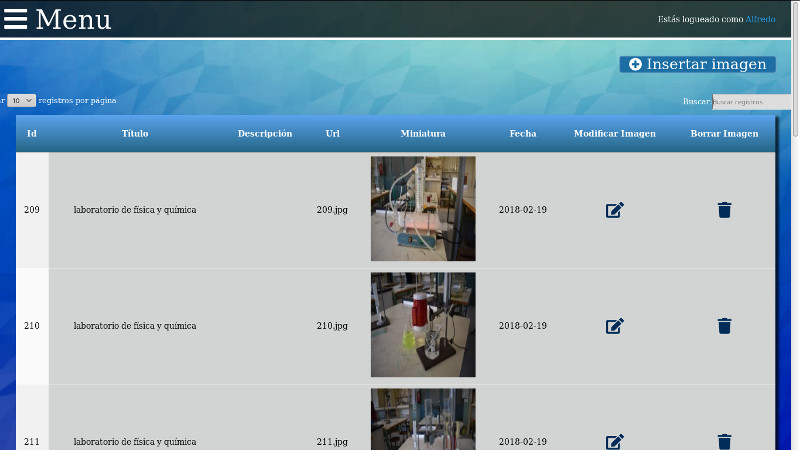 Menu
Estás logueado como Alfredo
Insertar imagen
10 registros por página
Buscar: Buscar registros
Id Título Descripción Url Miniatura Fecha Modificar Imagen Borrar Imagen
209 laboratorio de física y química 209.jpg 2018-02-19
210 laboratorio de física y química 210.jpg 2018-02-19
211 laboratorio de física y química 211.jpg 2018-02-19